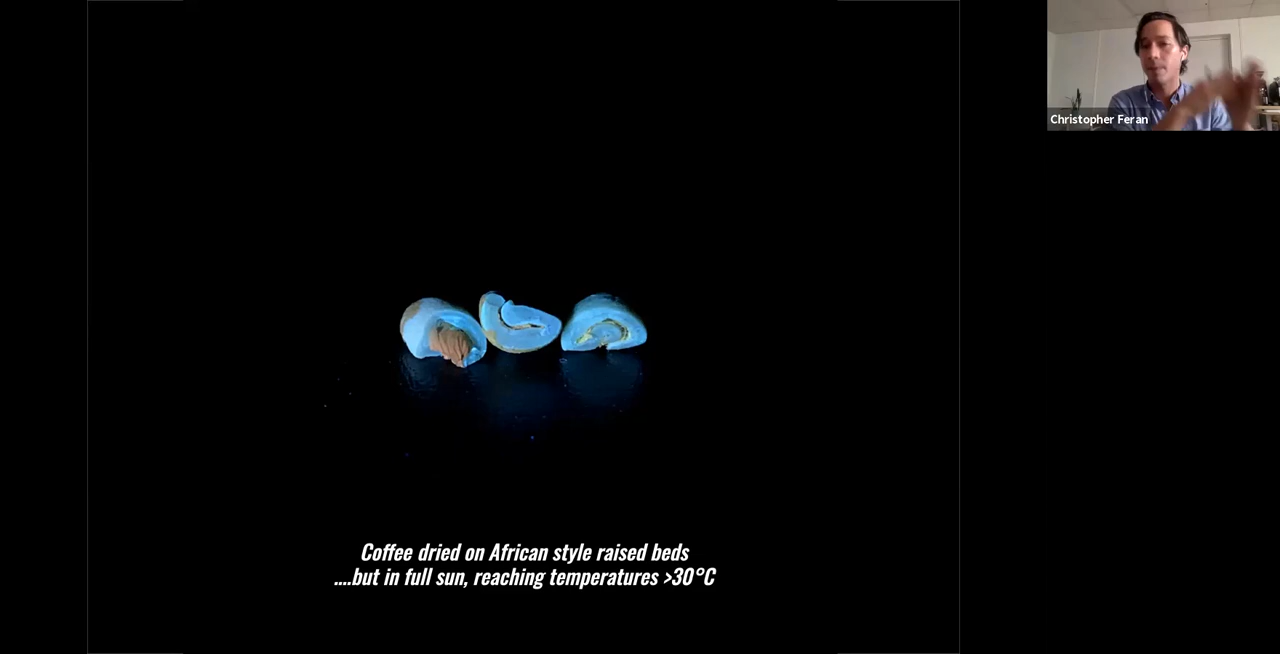 Christopher Feran
Coffee dried on African style raised beds
....but in full sun, reaching temperatures >30°C